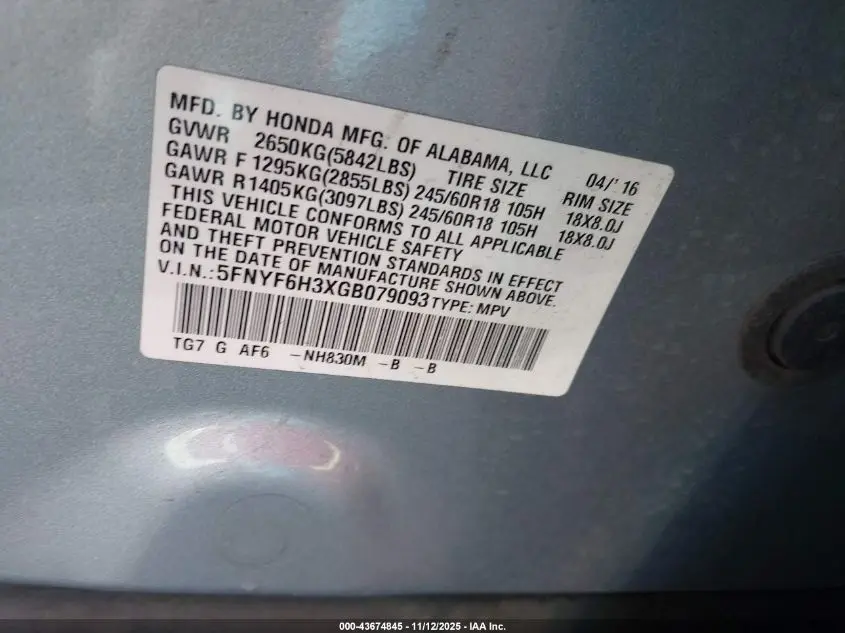 MFD. BY HONDA MFG. OF ALABAMA, LLC 04/'16
GVWR 2650KG(5842LBS) TIRE SIZE RIM SIZE
GAWR F 1295KG(2855LBS) 245/60R18 105H 18X8.0J
GAWR R 1405KG(3097LBS) 245/60R18 105H 18X8.0J
THIS VEHICLE CONFORMS TO ALL APPLICABLE
FEDERAL MOTOR VEHICLE SAFETY
AND THEFT PREVENTION STANDARDS IN EFFECT
ON THE DATE OF MANUFACTURE SHOWN ABOVE.
V.I.N.:5FNYF6H3XGB079093 TYPE: MPV
TG7 G AF6 -NH830M -B -B
000-43674845 - 11/12/2025 - IAA Inc.